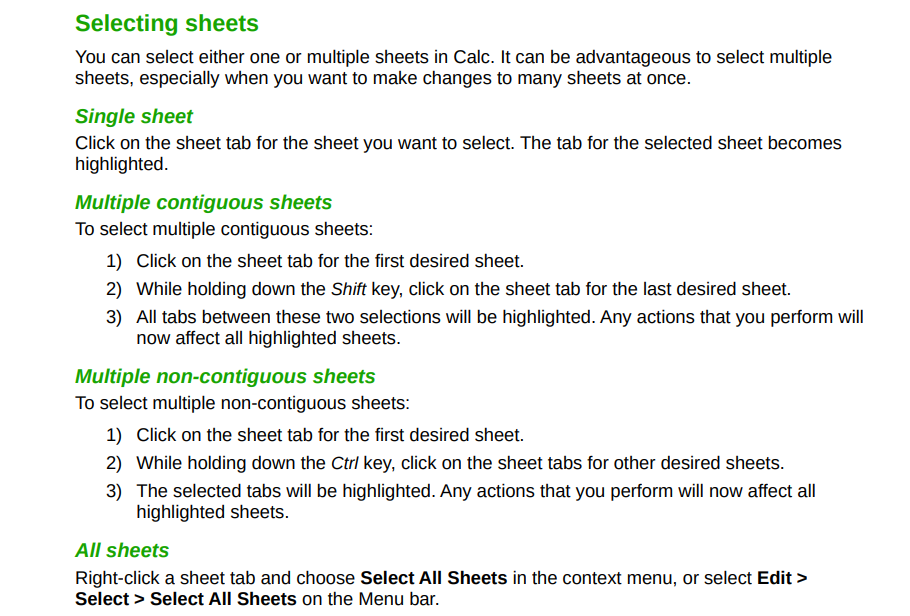 Selecting sheets
You can select either one or multiple sheets in Calc. It can be advantageous to select multiple
sheets, especially when you want to make changes to many sheets at once.
Single sheet
Click on the sheet tab for the sheet you want to select. The tab for the selected sheet becomes
highlighted.
Multiple contiguous sheets
To select multiple contiguous sheets:
1) Click on the sheet tab for the first desired sheet.
2) While holding down the Shift key, click on the sheet tab for the last desired sheet.
3) All tabs between these two selections will be highlighted. Any actions that you perform will
now affect all highlighted sheets.
Multiple non-contiguous sheets
To select multiple non-contiguous sheets:
1) Click on the sheet tab for the first desired sheet.
2) While holding down the Ctrl key, click on the sheet tabs for other desired sheets.
3) The selected tabs will be highlighted. Any actions that you perform will now affect all
highlighted sheets.
All sheets
Right-click a sheet tab and choose Select All Sheets in the context menu, or select Edit >
Select > Select All Sheets on the Menu bar.